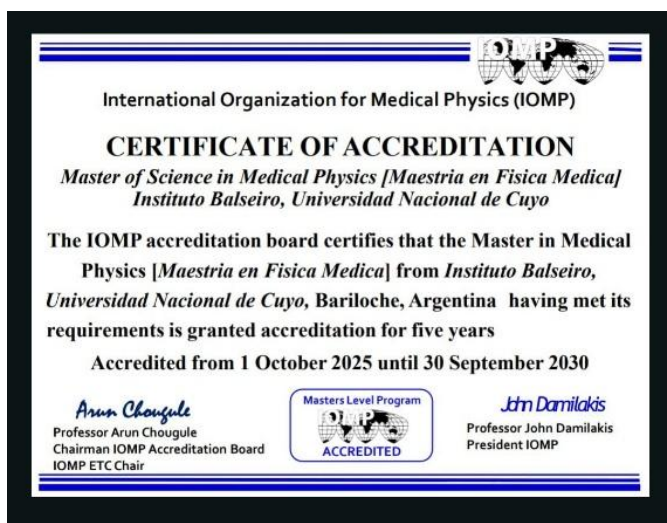 IOMP
International Organization for Medical Physics (IOMP)
CERTIFICATE OF ACCREDITATION
Master of Science in Medical Physics [Maestria en Fisica Medica]
Instituto Balseiro, Universidad Nacional de Cuyo
The IOMP accreditation board certifies that the Master in Medical
Physics [Maestria en Fisica Medica] from Instituto Balseiro,
Universidad Nacional de Cuyo, Bariloche, Argentina having met its
requirements is granted accreditation for five years
Accredited from 1 October 2025 until 30 September 2030
Arun Chougule
Professor Arun Chougule
Chairman IOMP Accreditation Board
IOMP ETC Chair
Masters Level Program
IOMP
ACCREDITED
John Damilakis
Professor John Damilakis
President IOMP